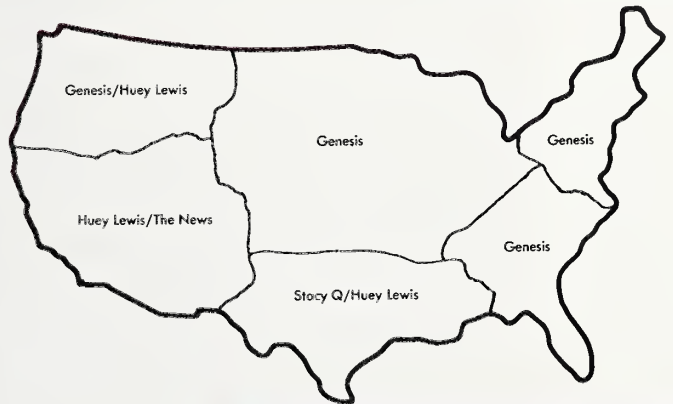 Genesis/Huey Lewis
Genesis
Genesis
Huey Lewis/The News
Genesis
Stacy Q/Huey Lewis